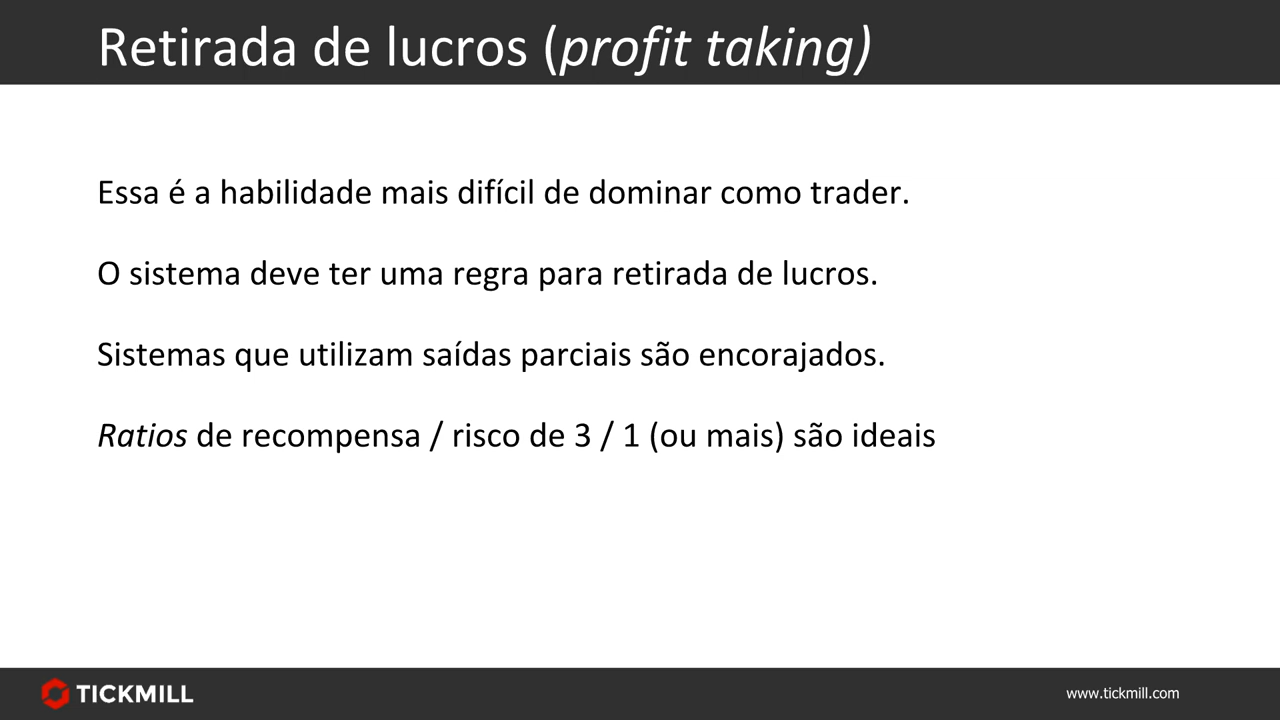 Retirada de lucros (profit taking)
Essa é a habilidade mais difícil de dominar como trader.
O sistema deve ter uma regra para retirada de lucros.
Sistemas que utilizam saídas parciais são encorajados.
Ratios de recompensa / risco de 3 / 1 (ou mais) são ideais
TICKMILL
www.tickmill.com